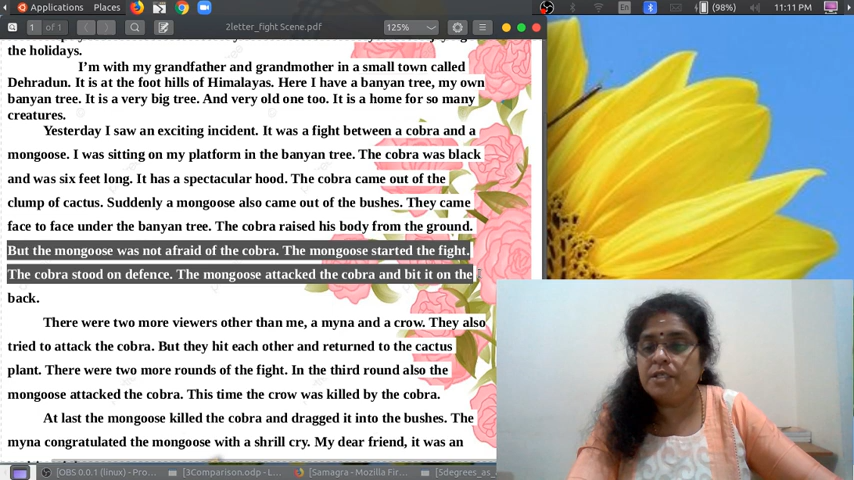 Applications Places En (98%) 11:11 PM
1 of 1 2letter_fight Scene.pdf 125%
the holidays.
I'm with my grandfather and grandmother in a small town called
Dehradun. It is at the foot hills of Himalayas. Here I have a banyan tree, my own
banyan tree. It is a very big tree. And very old one too. It is a home for so many
creatures.
Yesterday I saw an exciting incident. It was a fight between a cobra and a
mongoose. I was sitting on my platform in the banyan tree. The cobra was black
and was six feet long. It has a spectacular hood. The cobra came out of the
clump of cactus. Suddenly a mongoose also came out of the bushes. They came
face to face under the banyan tree. The cobra raised his body from the ground.
But the mongoose was not afraid of the cobra. The mongoose started the fight.
The cobra stood on defence. The mongoose attacked the cobra and bit it on the
back.
There were two more viewers other than me, a myna and a crow. They also
tried to attack the cobra. But they hit each other and returned to the cactus
plant. There were two more rounds of the fight. In the third round also the
mongoose attacked the cobra. This time the crow was killed by the cobra.
At last the mongoose killed the cobra and dragged it into the bushes. The
myna congratulated the mongoose with a shrill cry. My dear friend, it was an
[OBS 0.0.1 (linux) - Pro... [3Comparison.odp - L... [Samagra - Mozilla Fir... [5degrees_as_